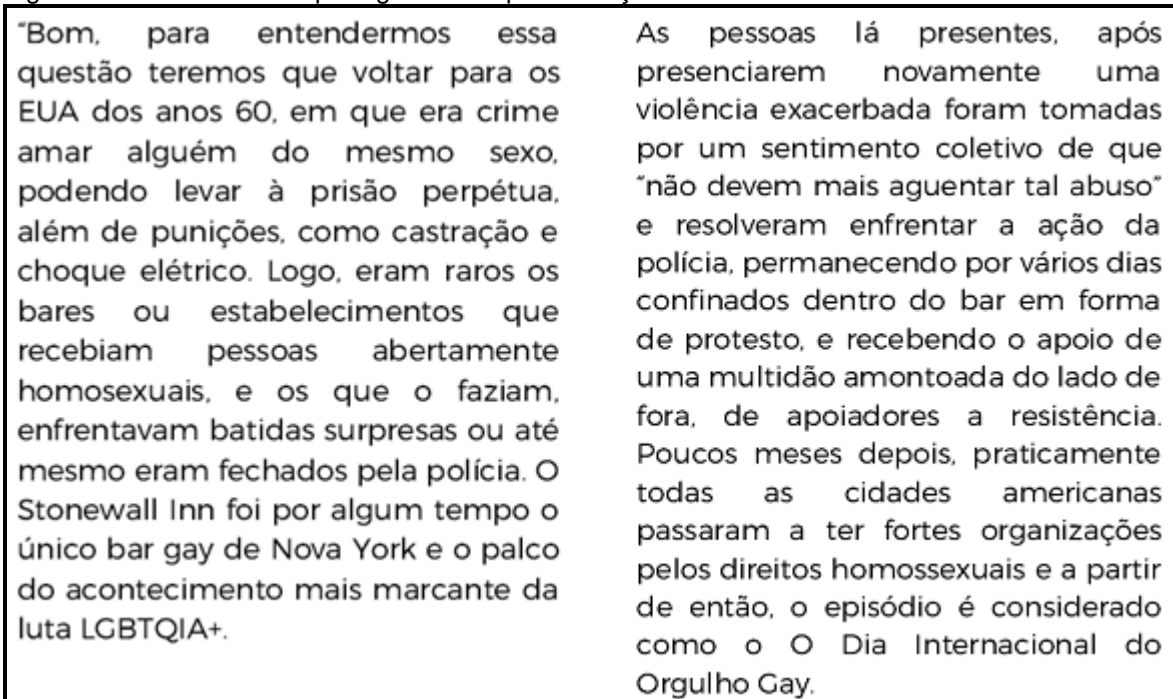 “Bom, para entendermos essa
questão teremos que voltar para os
EUA dos anos 60, em que era crime
amar alguém do mesmo sexo,
podendo levar à prisão perpétua,
além de punições, como castração e
choque elétrico. Logo, eram raros os
bares ou estabelecimentos que
recebiam pessoas abertamente
homosexuais, e os que o faziam,
enfrentavam batidas surpresas ou até
mesmo eram fechados pela polícia. O
Stonewall Inn foi por algum tempo o
único bar gay de Nova York e o palco
do acontecimento mais marcante da
luta LGBTQIA+.
As pessoas lá presentes, após
presenciarem novamente uma
violência exacerbada foram tomadas
por um sentimento coletivo de que
“não devem mais aguentar tal abuso”
e resolveram enfrentar a ação da
polícia, permanecendo por vários dias
confinados dentro do bar em forma
de protesto, e recebendo o apoio de
uma multidão amontoada do lado de
fora, de apoiadores a resistência.
Poucos meses depois, praticamente
todas as cidades americanas
passaram a ter fortes organizações
pelos direitos homossexuais e a partir
de então, o episódio é considerado
como o O Dia Internacional do
Orgulho Gay.